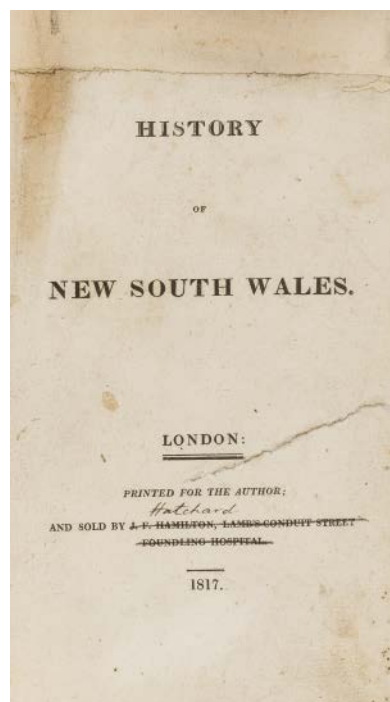 HISTORY
OF
NEW SOUTH WALES.
LONDON:
PRINTED FOR THE AUTHOR;
Hatchard
AND SOLD BY J. F. HAMILTON, LAMB'S-CONDUIT STREET
FOUNDLING HOSPITAL.
1817.